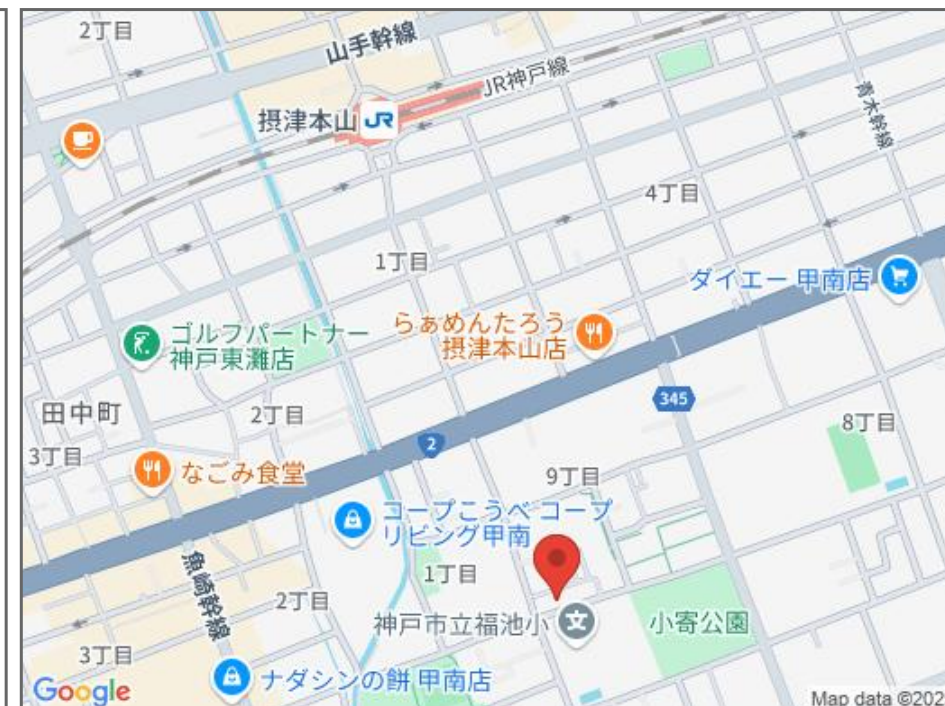 2丁目
山手幹線
JR神戸線
摂津本山
JR
青木幹線
4丁目
1丁目
ダイエー 甲南店
らぁめんたろう
摂津本山店
ゴルフパートナー
神戸東灘店
345
田中町
2丁目
2
8丁目
3丁目
なごみ食堂
9丁目
コープこうべ コープ
リビング甲南
魚崎幹線
1丁目
2丁目
神戸市立福池小
文
小寄公園
3丁目
ナダシンの餅 甲南店
Google
Map data ©202